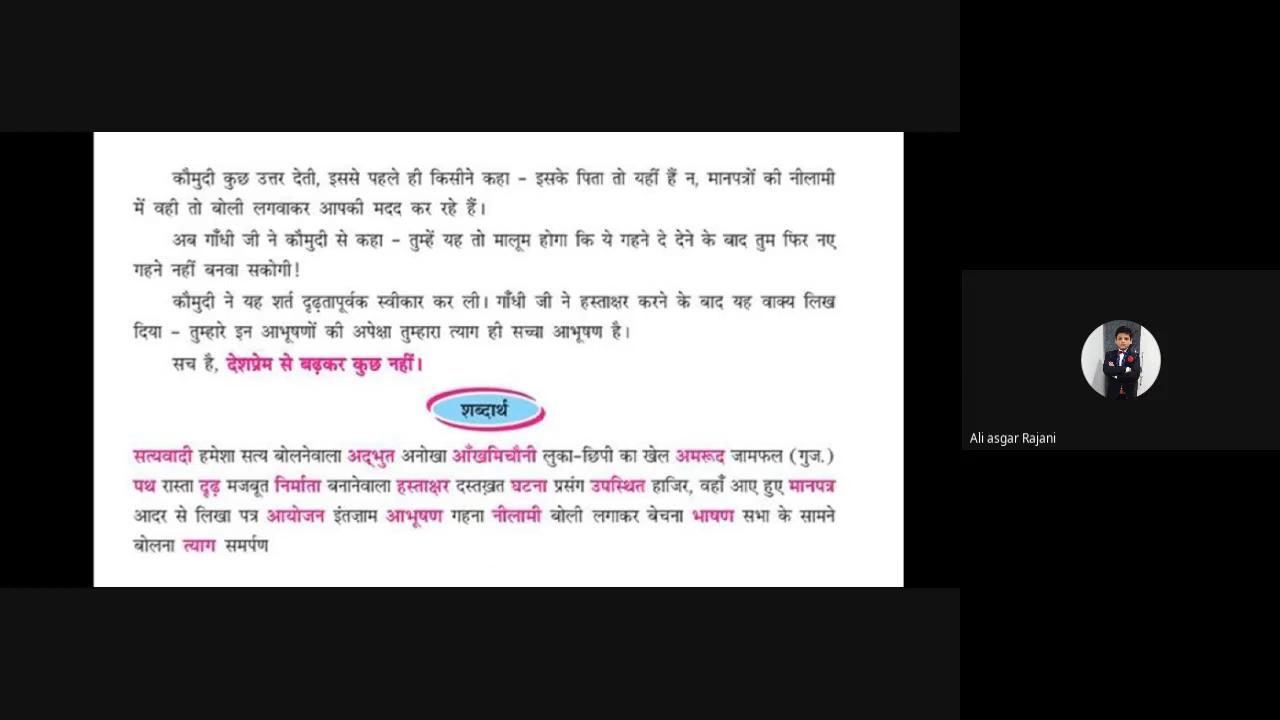 कौमुदी कुछ उत्तर देती, इससे पहले ही किसीने कहा – इसके पिता तो यहीं हैं न, मानपत्रों की नीलामी
में वही तो बोली लगवाकर आपकी मदद कर रहे हैं।
अब गाँधी जी ने कौमुदी से कहा – तुम्हें यह तो मालूम होगा कि ये गहने दे देने के बाद तुम फिर नए
गहने नहीं बनवा सकोगी!
कौमुदी ने यह शर्त दृढ़तापूर्वक स्वीकार कर ली। गाँधी जी ने हस्ताक्षर करने के बाद यह वाक्य लिख
दिया – तुम्हारे इन आभूषणों की अपेक्षा तुम्हारा त्याग ही सच्चा आभूषण है।
सच है, देशप्रेम से बढ़कर कुछ नहीं।
शब्दार्थ
सत्यवादी हमेशा सत्य बोलनेवाला अद्भुत अनोखा आँखमिचौनी लुका-छिपी का खेल अमरूद जामफल (गुज.)
पथ रास्ता दृढ़ मजबूत निर्माता बनानेवाला हस्ताक्षर दस्तख़त घटना प्रसंग उपस्थित हाजिर, वहाँ आए हुए मानपत्र
आदर से लिखा पत्र आयोजन इंतज़ाम आभूषण गहना नीलामी बोली लगाकर बेचना भाषण सभा के सामने
बोलना त्याग समर्पण
Ali asgar Rajani